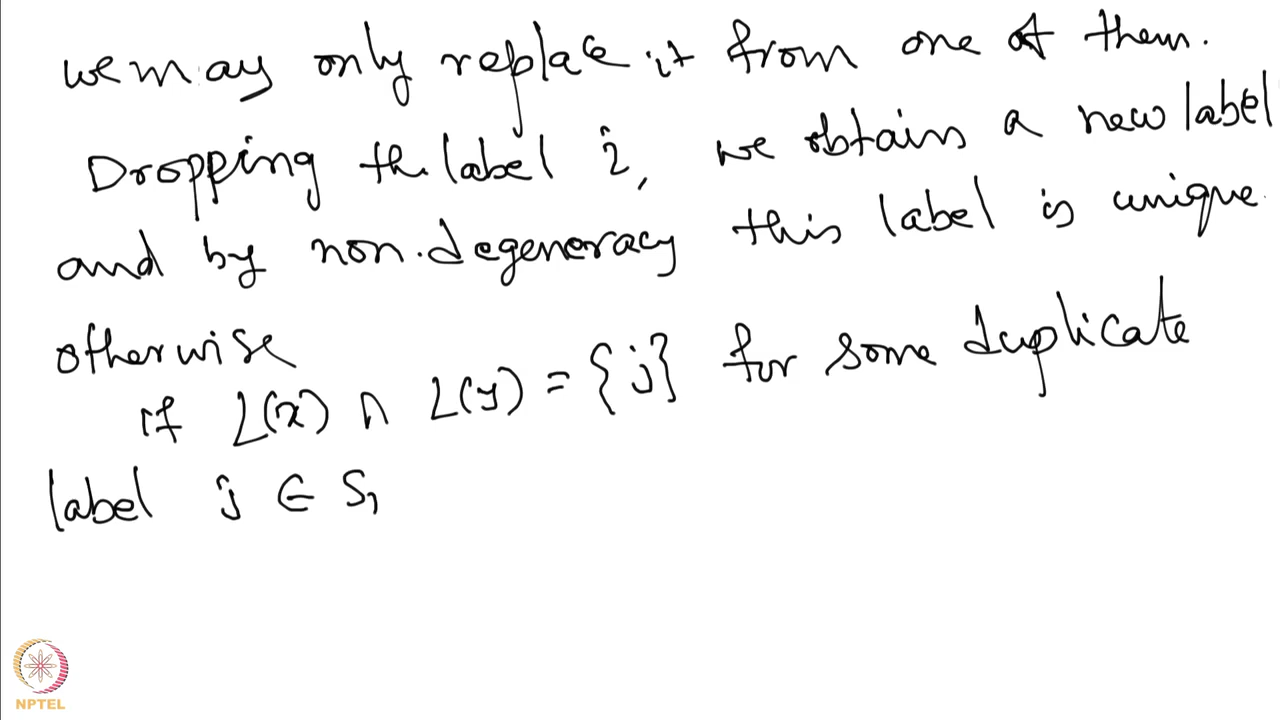 we may only replace it from one of them.
Dropping the label i, we obtain a new label
and by non-degeneracy this label is unique.
otherwise
if L(x) ∩ L(y) = {j} for some duplicate
label j ∈ S,
NPTEL